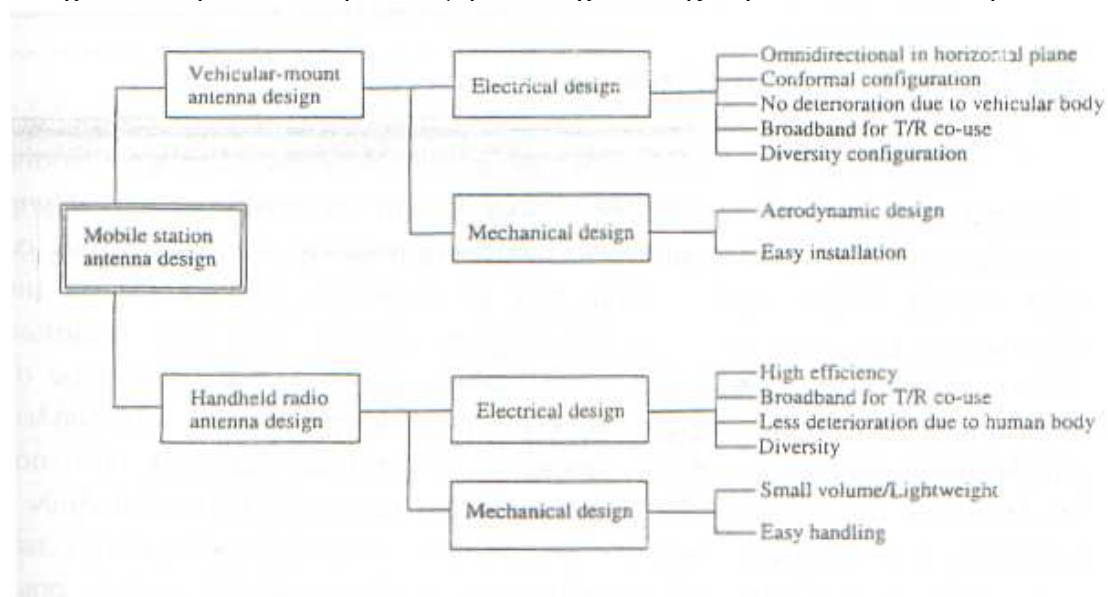 Vehicular-mount
antenna design
Electrical design
Omnidirectional in horizontal plane
Conformal configuration
No deterioration due to vehicular body
Broadband for T/R co-use
Diversity configuration
Mobile station
antenna design
Mechanical design
Aerodynamic design
Easy installation
Handheld radio
antenna design
Electrical design
High efficiency
Broadband for T/R co-use
Less deterioration due to human body
Diversity
Mechanical design
Small volume/Lightweight
Easy handling